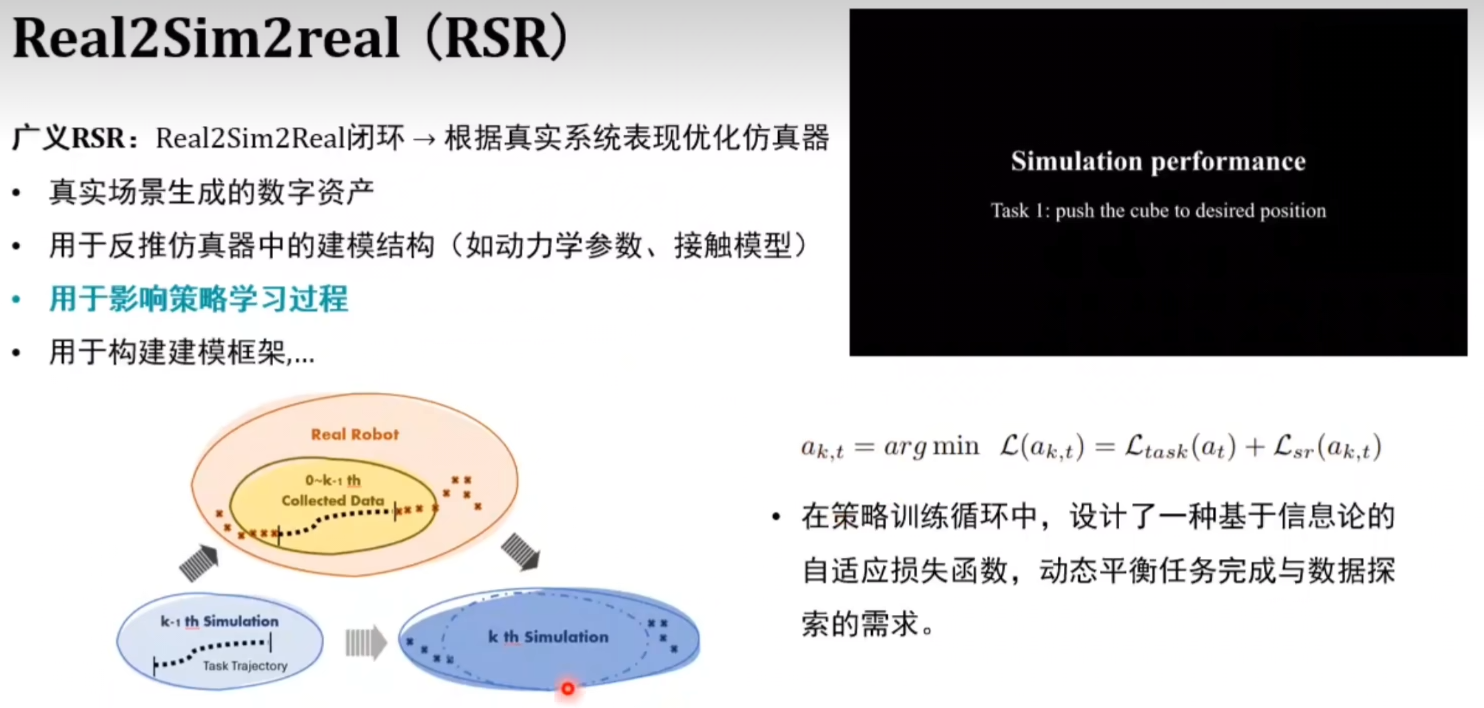 Real2Sim2real（RSR）
广义RSR：Real2Sim2Real闭环 → 根据真实系统表现优化仿真器
• 真实场景生成的数字资产
• 用于反推仿真器中的建模结构（如动力学参数、接触模型）
• 用于影响策略学习过程
• 用于构建建模框架,...
Simulation performance
Task 1: push the cube to desired position
Real Robot
0~k-1 th
Collected Data
k-1 th Simulation
Task Trajectory
k th Simulation
a_{k,t} = arg min ℒ(a_{k,t}) = ℒ_{task}(a_t) + ℒ_{sr}(a_{k,t})
• 在策略训练循环中，设计了一种基于信息论的
自适应损失函数，动态平衡任务完成与数据探
索的需求。